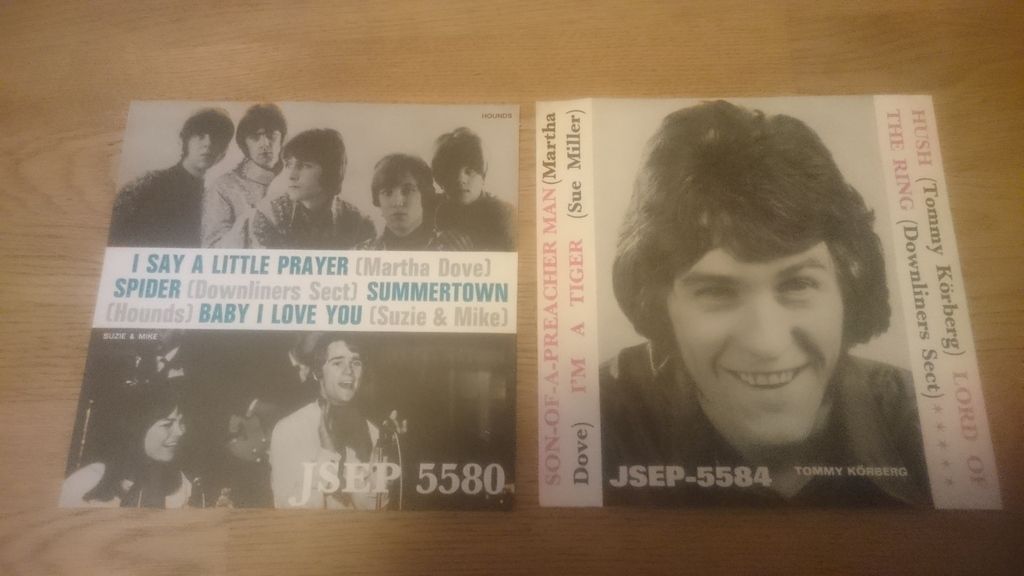 HOUNDS
I SAY A LITTLE PRAYER (Martha Dove)
SPIDER (Downliners Sect) SUMMERTOWN
(Hounds) BABY I LOVE YOU (Suzie & Mike)
SUZIE & MIKE
JSEP 5580
SON-OF-A-PREACHER MAN (Martha
Dove) I'M A TIGER (Sue Miller)
JSEP-5584
TOMMY KÖRBERG
HUSH (Tommy Körberg) LORD OF
THE RING (Downliners Sect) * * * * *